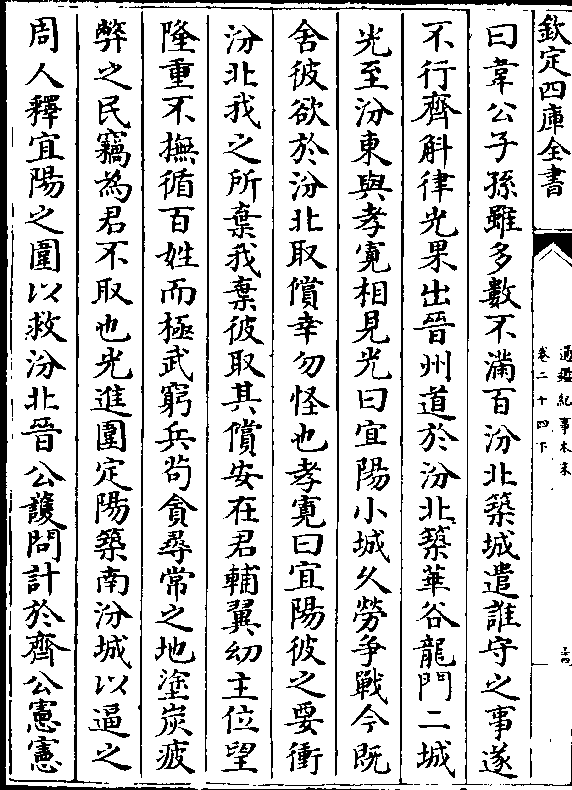 欽定四庫全書
通鑑紀事本末
卷二十四下
曰韋公子孫雖多數不滿百汾北築城遣誰守之事遂
不行齊斛律光果出晉州道於汾北築華谷龍門二城
光至汾東與孝寬相見光曰宜陽小城久勞爭戰今既
舍彼欲於汾北取償幸勿怪也孝寬曰宜陽彼之要衝
汾北我之所棄我棄彼取其償安在君輔翼幼主位望
隆重不撫循百姓而極武窮兵茍貪尋常之地塗炭疲
弊之民竊為君不取也光進圍定陽築南汾城以逼之
周人釋宜陽之圍以救汾北晉公護問計於齊公憲憲